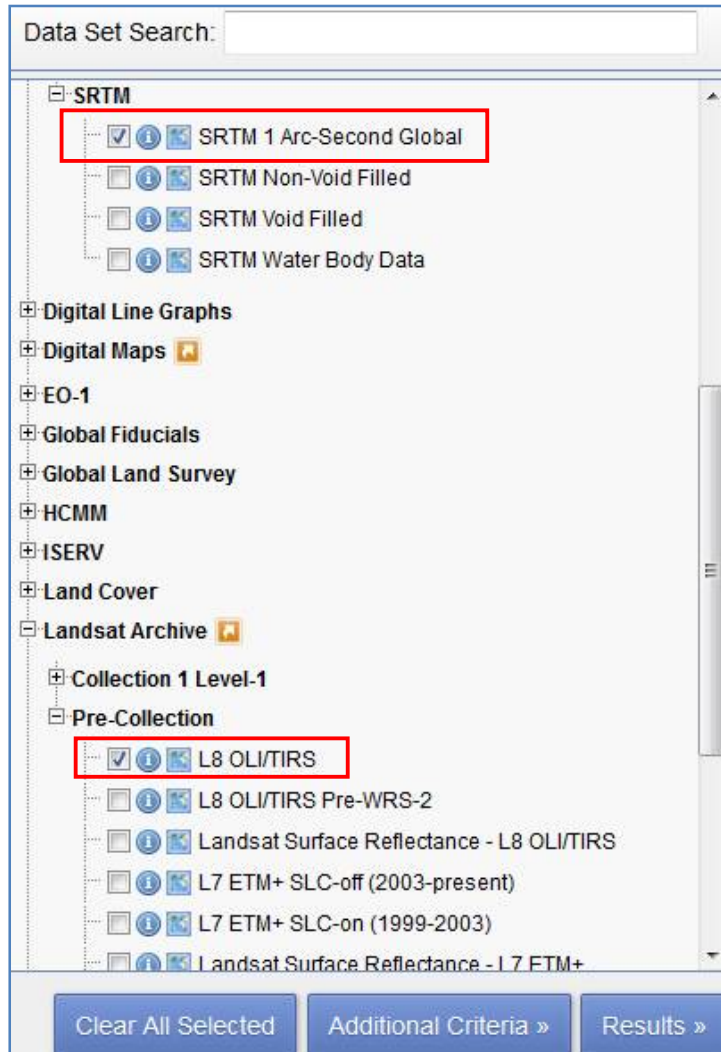 Data Set Search:
SRTM
SRTM 1 Arc-Second Global
SRTM Non-Void Filled
SRTM Void Filled
SRTM Water Body Data
Digital Line Graphs
Digital Maps
EO-1
Global Fiducials
Global Land Survey
HCMM
ISERV
Land Cover
Landsat Archive
Collection 1 Level-1
Pre-Collection
L8 OLI/TIRS
L8 OLI/TIRS Pre-WRS-2
Landsat Surface Reflectance - L8 OLI/TIRS
L7 ETM+ SLC-off (2003-present)
L7 ETM+ SLC-on (1999-2003)
Landsat Surface Reflectance - L7 ETM+
Clear All Selected Additional Criteria » Results »